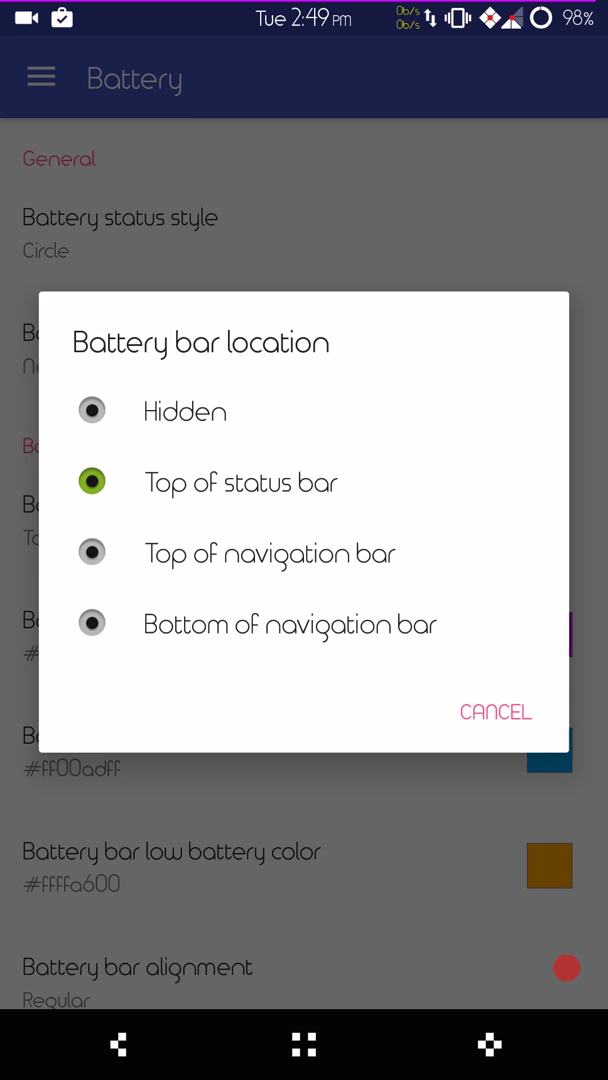 Tue 2:49 PM
0b/s
0b/s
98%
Battery
General
Battery status style
Circle
Battery bar location
Hidden
Top of status bar
Top of navigation bar
Bottom of navigation bar
CANCEL
#ff00adff
Battery bar low battery color
#ffffa600
Battery bar alignment
Regular